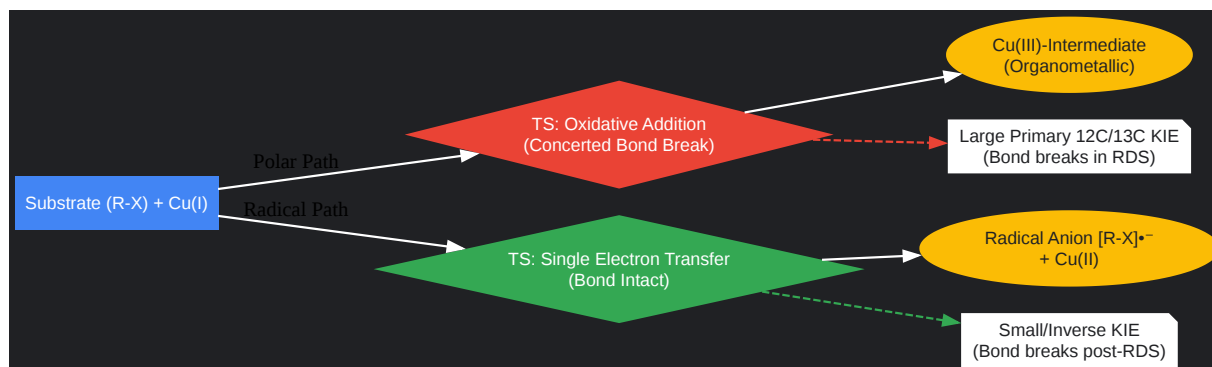 Substrate (R-X) + Cu(I)
Polar Path
Radical Path
TS: Oxidative Addition
(Concerted Bond Break)
TS: Single Electron Transfer
(Bond Intact)
Cu(III)-Intermediate
(Organometallic)
Large Primary 12C/13C KIE
(Bond breaks in RDS)
Radical Anion [R-X]•⁻
+ Cu(II)
Small/Inverse KIE
(Bond breaks post-RDS)